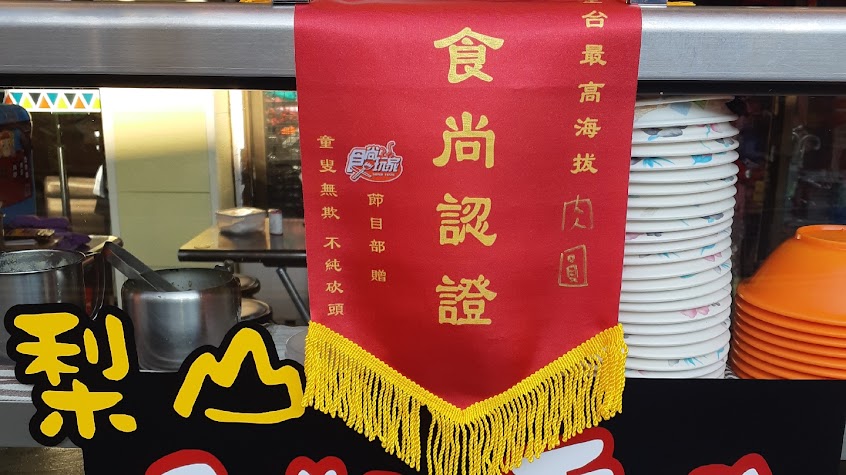 台最高海拔肉圓
食尚認證
食尚玩家
節目部贈
童叟無欺 不純砍頭
梨山